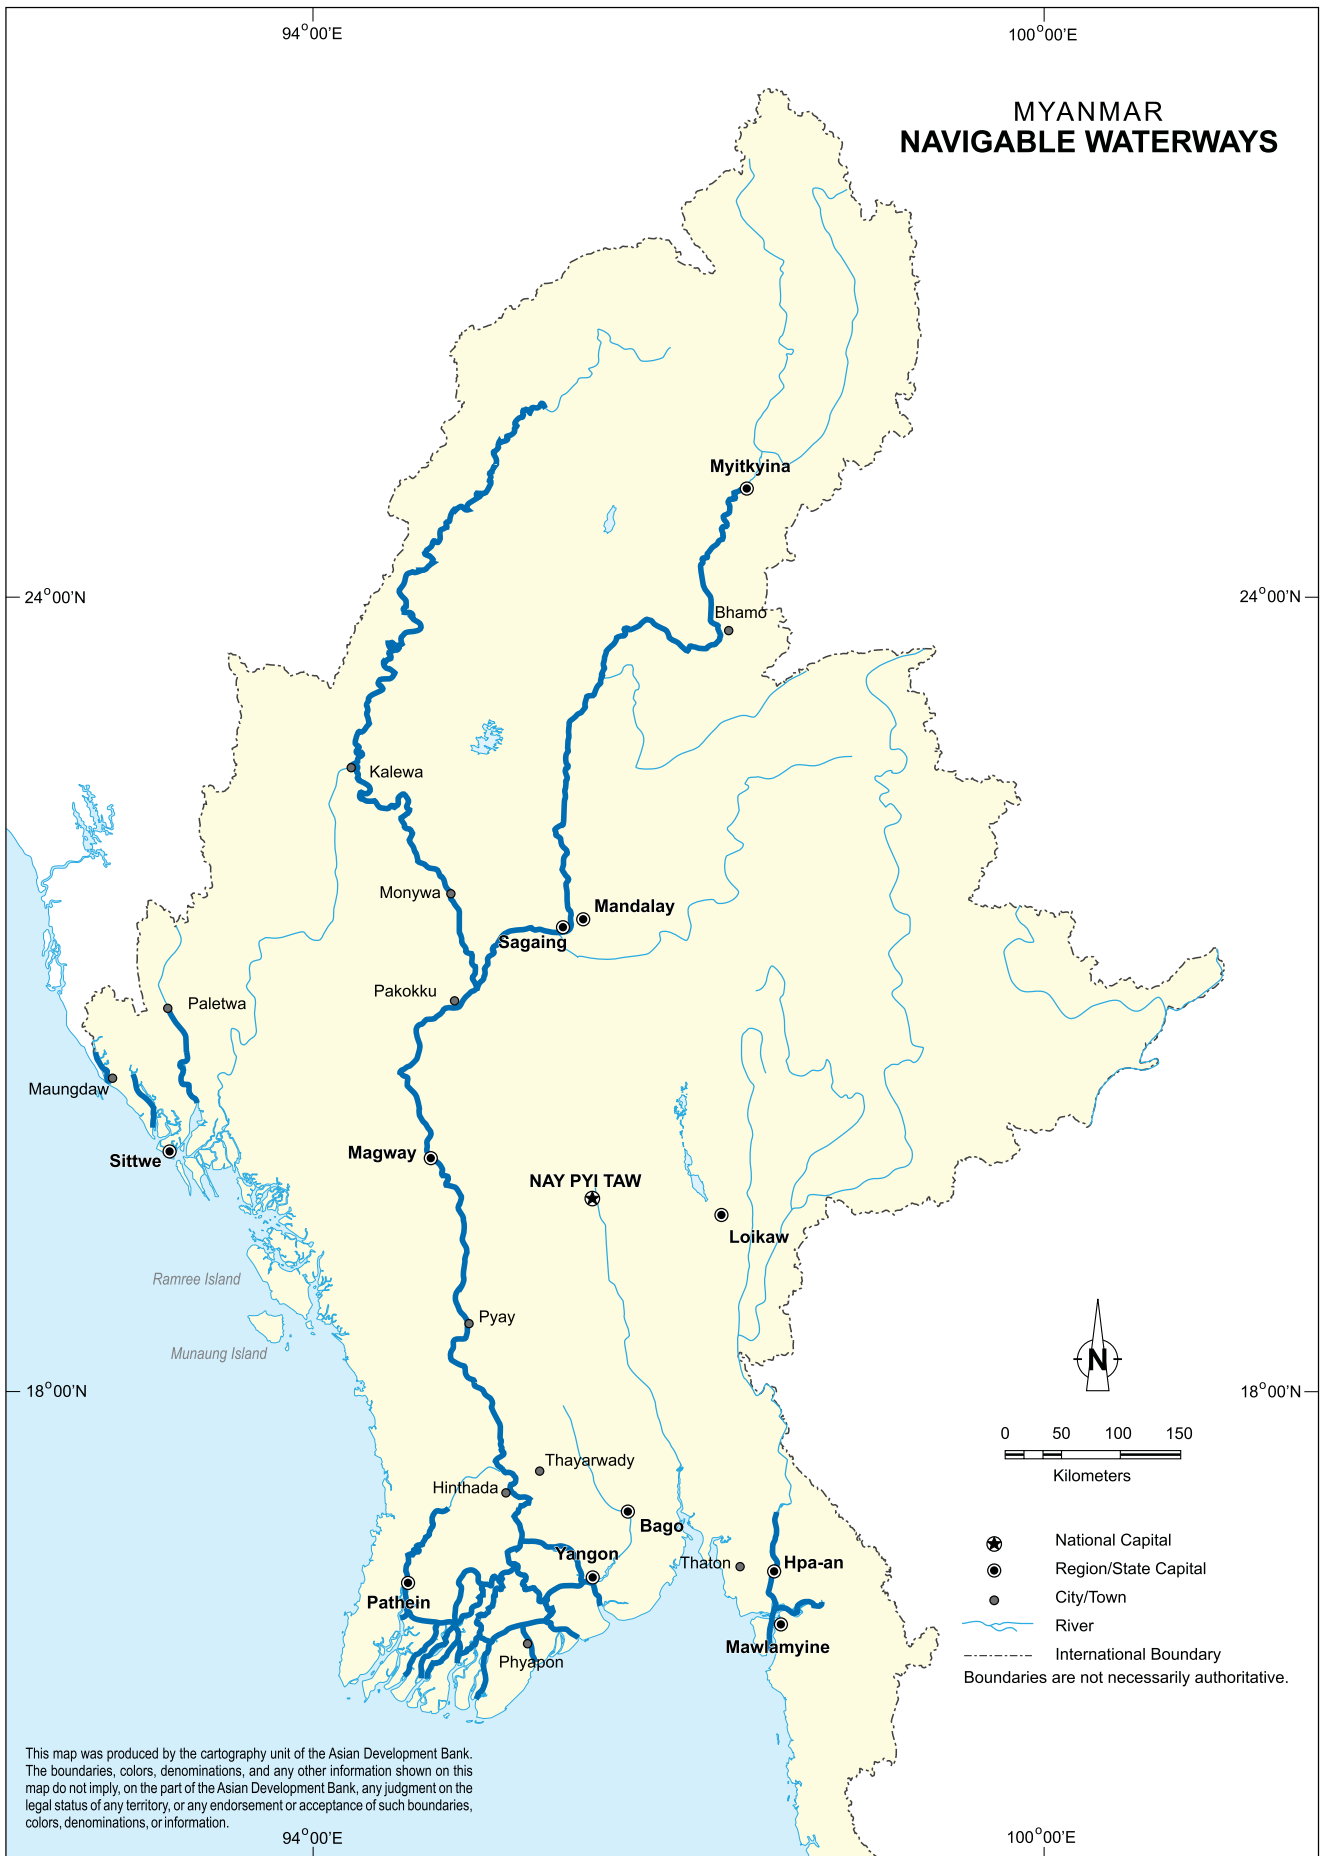 94°00'E
100°00'E
MYANMAR
NAVIGABLE WATERWAYS
Myitkyina
24°00'N
24°00'N
Bhamo
Kalewa
Monywa
Mandalay
Sagaing
Pakokku
Paletwa
Maungdaw
Sittwe
Magway
NAY PYI TAW
Loikaw
Ramree Island
Pyay
Munaung Island
N
18°00'N
18°00'N
0 50 100 150
Kilometers
Thayarwady
Hinthada
Bago
Yangon
Thaton
Hpa-an
Pathein
Mawlamyine
Phyapon
National Capital
Region/State Capital
City/Town
River
International Boundary
Boundaries are not necessarily authoritative.
This map was produced by the cartography unit of the Asian Development Bank.
The boundaries, colors, denominations, and any other information shown on this
map do not imply, on the part of the Asian Development Bank, any judgment on the
legal status of any territory, or any endorsement or acceptance of such boundaries,
colors, denominations, or information.
94°00'E
100°00'E